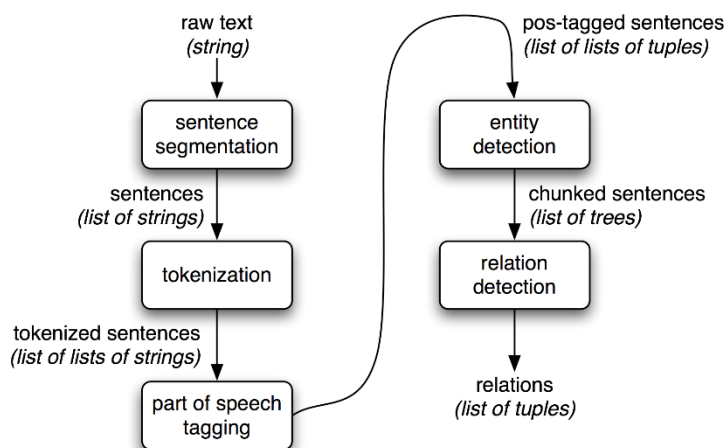 raw text
(string)
sentence
segmentation
sentences
(list of strings)
tokenization
tokenized sentences
(list of lists of strings)
part of speech
tagging
pos-tagged sentences
(list of lists of tuples)
entity
detection
chunked sentences
(list of trees)
relation
detection
relations
(list of tuples)